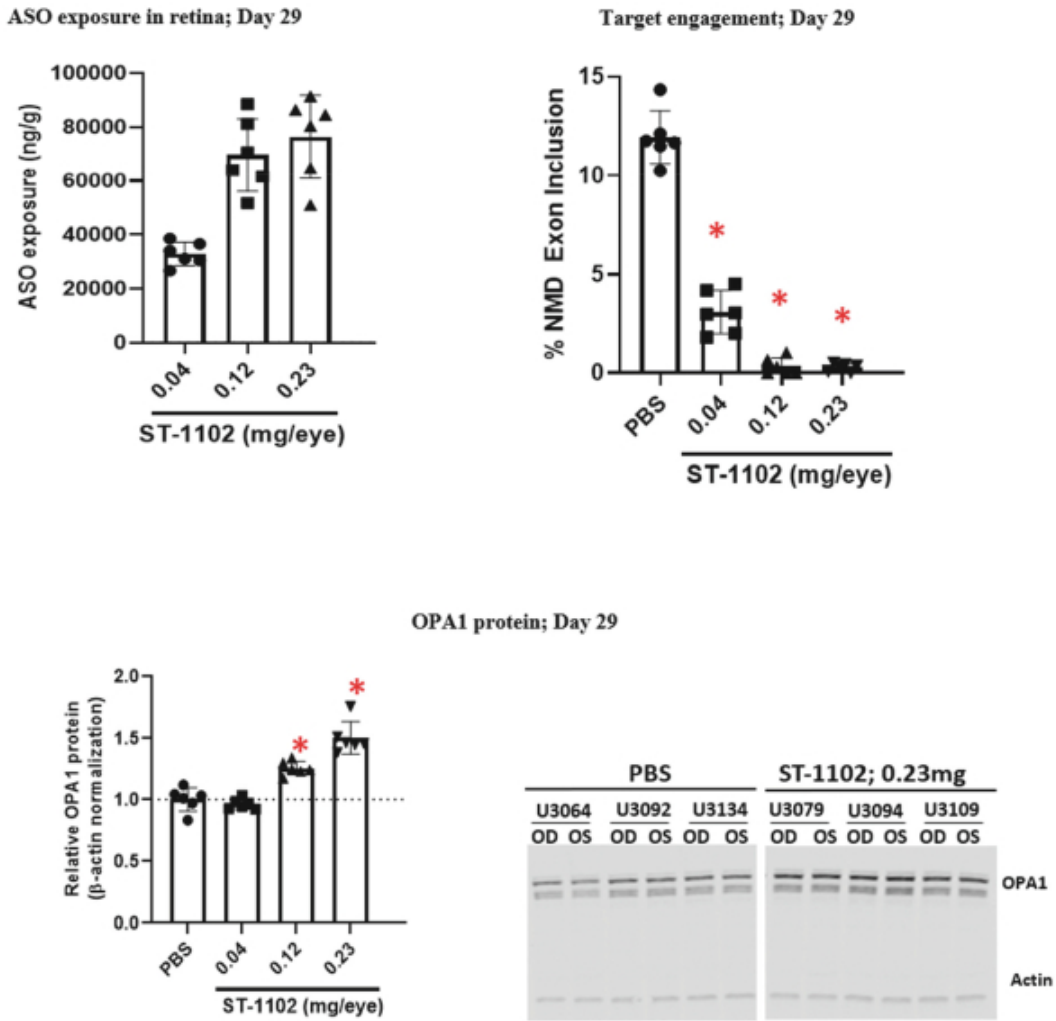 ASO exposure in retina; Day 29
ASO exposure (ng/g)
100000
80000
60000
40000
20000
0
0.04
0.12
0.23
ST-1102 (mg/eye)
Target engagement; Day 29
% NMD Exon Inclusion
15
10
5
0
*
*
*
PBS
0.04
0.12
0.23
ST-1102 (mg/eye)
OPA1 protein; Day 29
Relative OPA1 protein
(β-actin normalization)
2.0
1.5
1.0
0.5
0.0
*
*
PBS
0.04
0.12
0.23
ST-1102 (mg/eye)
PBS ST-1102; 0.23mg
U3064 U3092 U3134 U3079 U3094 U3109
OD OS OD OS OD OS OD OS OD OS OD OS
OPA1
Actin